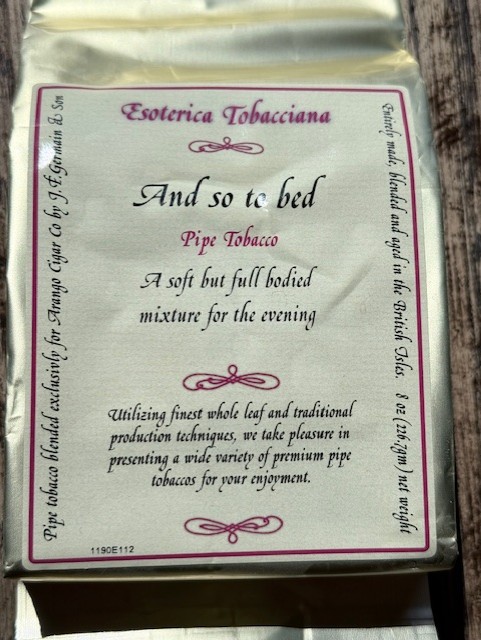 Esoterica Tobacciana
And so to bed
Pipe Tobacco
A soft but full bodied
mixture for the evening
Utilizing finest whole leaf and traditional
production techniques, we take pleasure in
presenting a wide variety of premium pipe
tobaccos for your enjoyment.
1190E112
Pipe tobacco blended exclusivly for Arango Cigar Co by J.F.Germain & Son
Entirely made, blended and aged in the British Isles. 8 oz (226.79m) net weight